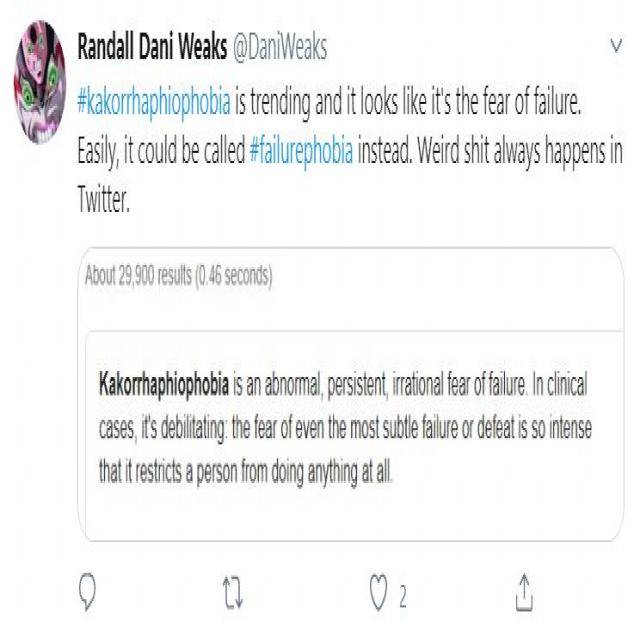 Randall Dani Weaks @DaniWeaks
#kakorrhaphiophobia is trending and it looks like it's the fear of failure.
Easily, it could be called #failurephobia instead. Weird shit always happens in
Twitter.
About 29,900 results (0.46 seconds)
Kakorrhaphiophobia is an abnormal, persistent, irrational fear of failure. In clinical
cases, it's debilitating: the fear of even the most subtle failure or defeat is so intense
that it restricts a person from doing anything at all.
2